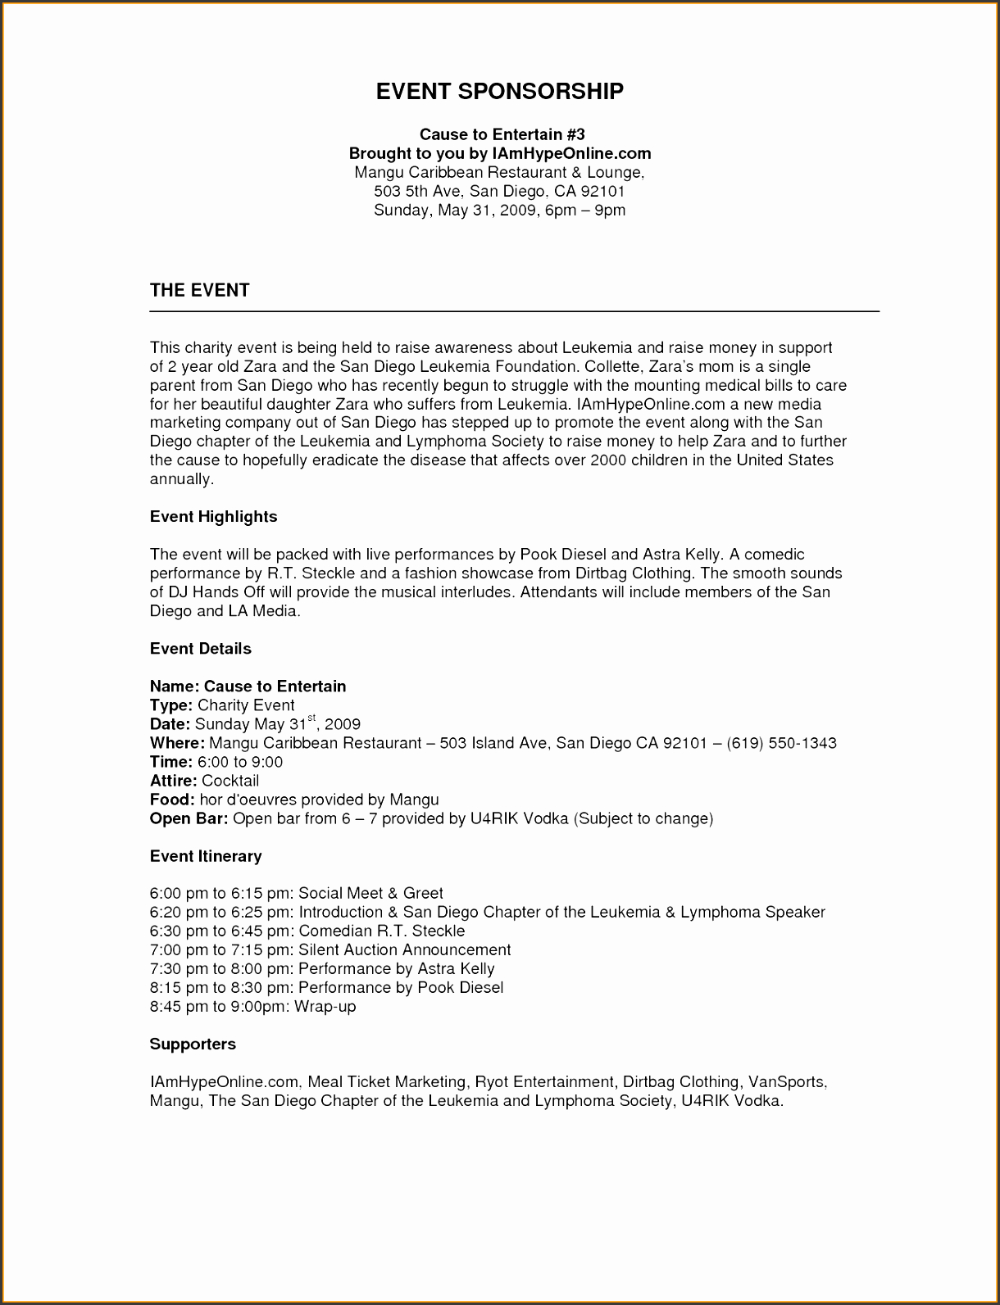 EVENT SPONSORSHIP
Cause to Entertain #3
Brought to you by IAmHypeOnline.com
Mangu Caribbean Restaurant & Lounge,
503 5th Ave, San Diego, CA 92101
Sunday, May 31, 2009, 6pm – 9pm
THE EVENT
This charity event is being held to raise awareness about Leukemia and raise money in support
of 2 year old Zara and the San Diego Leukemia Foundation. Collette, Zara's mom is a single
parent from San Diego who has recently begun to struggle with the mounting medical bills to care
for her beautiful daughter Zara who suffers from Leukemia. IAmHypeOnline.com a new media
marketing company out of San Diego has stepped up to promote the event along with the San
Diego chapter of the Leukemia and Lymphoma Society to raise money to help Zara and to further
the cause to hopefully eradicate the disease that affects over 2000 children in the United States
annually.
Event Highlights
The event will be packed with live performances by Pook Diesel and Astra Kelly. A comedic
performance by R.T. Steckle and a fashion showcase from Dirtbag Clothing. The smooth sounds
of DJ Hands Off will provide the musical interludes. Attendants will include members of the San
Diego and LA Media.
Event Details
Name: Cause to Entertain
Type: Charity Event
Date: Sunday May 31st, 2009
Where: Mangu Caribbean Restaurant – 503 Island Ave, San Diego CA 92101 – (619) 550-1343
Time: 6:00 to 9:00
Attire: Cocktail
Food: hor d'oeuvres provided by Mangu
Open Bar: Open bar from 6 – 7 provided by U4RIK Vodka (Subject to change)
Event Itinerary
6:00 pm to 6:15 pm: Social Meet & Greet
6:20 pm to 6:25 pm: Introduction & San Diego Chapter of the Leukemia & Lymphoma Speaker
6:30 pm to 6:45 pm: Comedian R.T. Steckle
7:00 pm to 7:15 pm: Silent Auction Announcement
7:30 pm to 8:00 pm: Performance by Astra Kelly
8:15 pm to 8:30 pm: Performance by Pook Diesel
8:45 pm to 9:00pm: Wrap-up
Supporters
IAmHypeOnline.com, Meal Ticket Marketing, Ryot Entertainment, Dirtbag Clothing, VanSports,
Mangu, The San Diego Chapter of the Leukemia and Lymphoma Society, U4RIK Vodka.